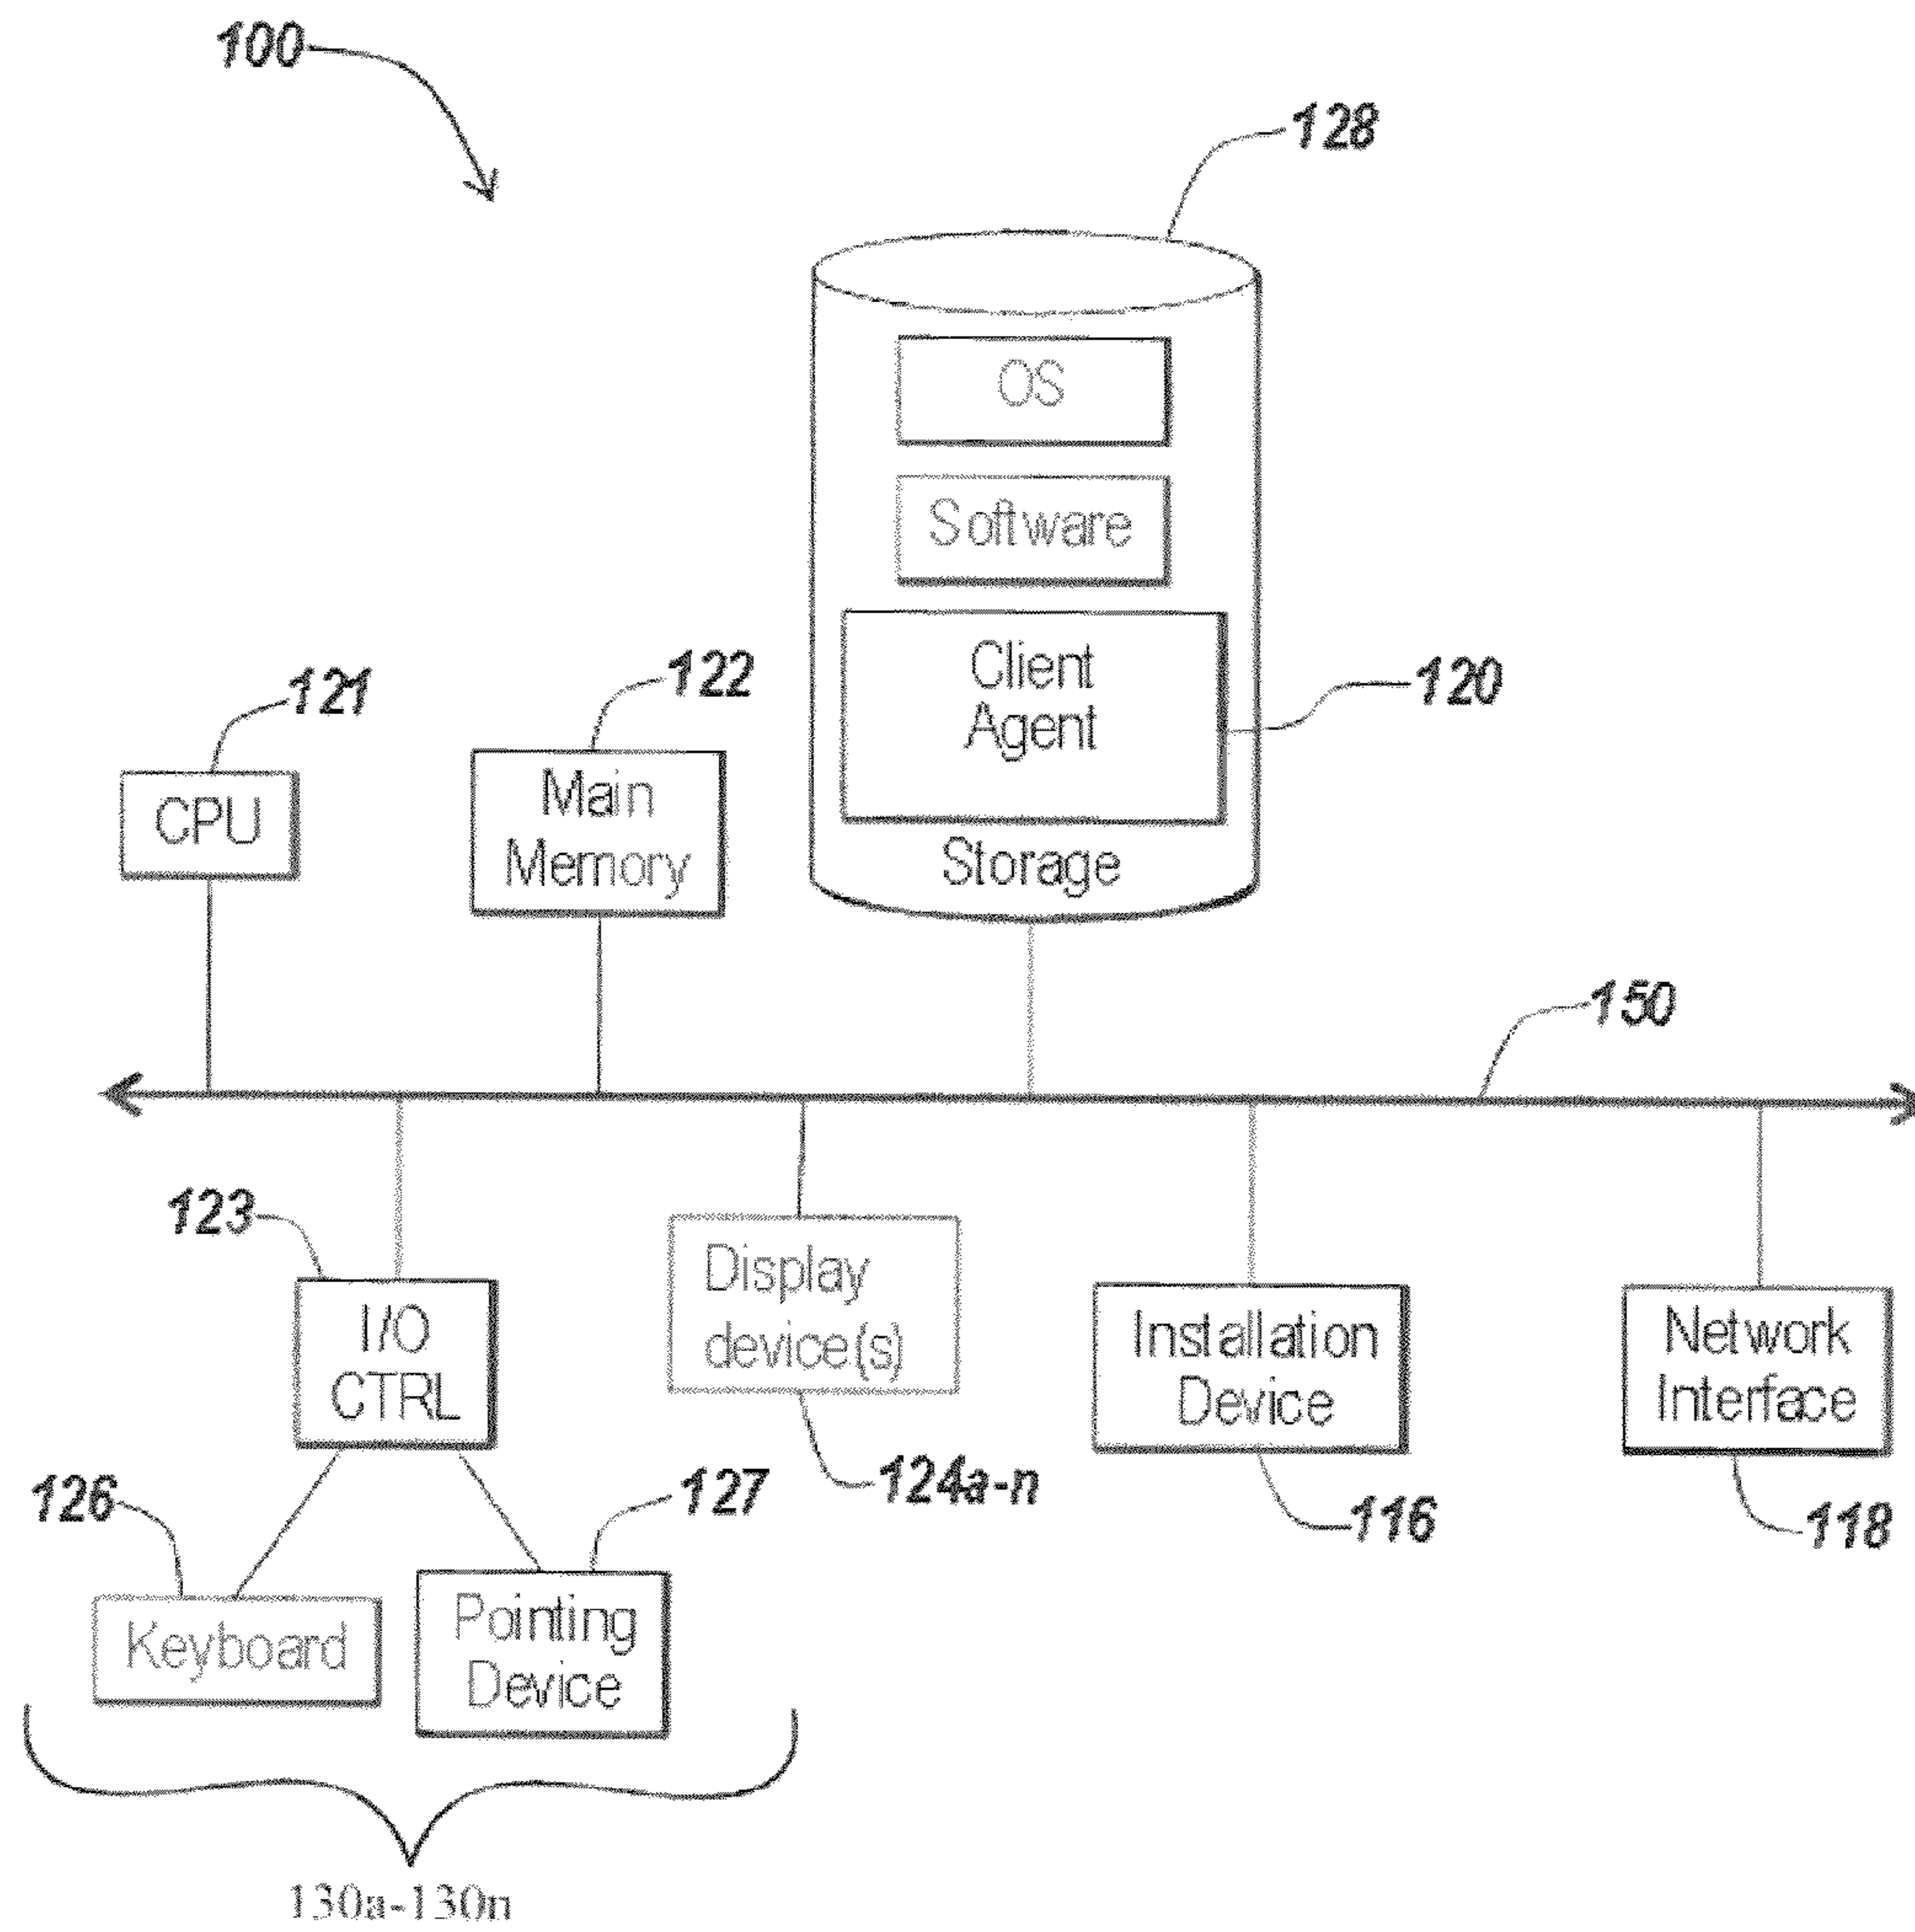 100
128
OS
Software
Client
Agent
120
Storage
121
CPU
122
Main
Memory
150
123
I/O
CTRL
Display
device(s)
124a-n
Installation
Device
116
Network
Interface
118
126
Keyboard
127
Pointing
Device
130a-130n